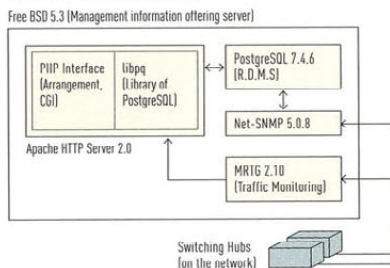 Free BSD 5.3 (Management information offering server)
PHP Interface
(Arrangement,
CGI)
libpq
(Library of
PostgreSQL)
Apache HTTP Server 2.0
PostgreSQL 7.4.6
(R.D.M.S)
Net-SNMP 5.0.8
MRTG 2.10
(Traffic Monitoring)
Switching Hubs
(on the network)